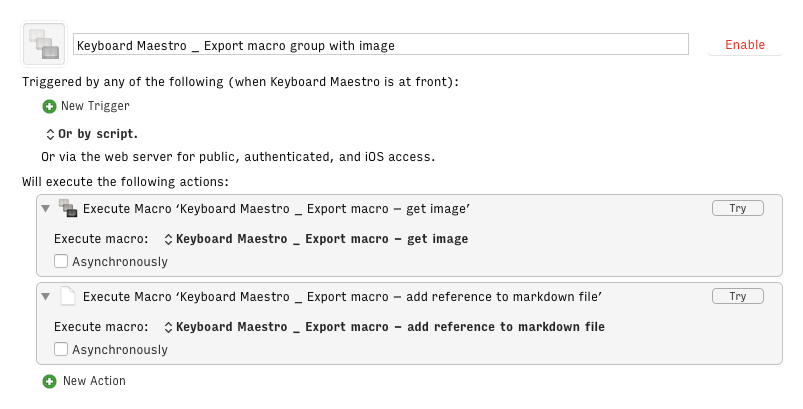 Keyboard Maestro _ Export macro group with image
Enable
Triggered by any of the following (when Keyboard Maestro is at front):
New Trigger
Or by script.
Or via the web server for public, authenticated, and iOS access.
Will execute the following actions:
Execute Macro ‘Keyboard Maestro _ Export macro – get image’
Try
Execute macro: Keyboard Maestro _ Export macro – get image
Asynchronously
Execute Macro ‘Keyboard Maestro _ Export macro – add reference to markdown file’
Try
Execute macro: Keyboard Maestro _ Export macro – add reference to markdown file
Asynchronously
New Action